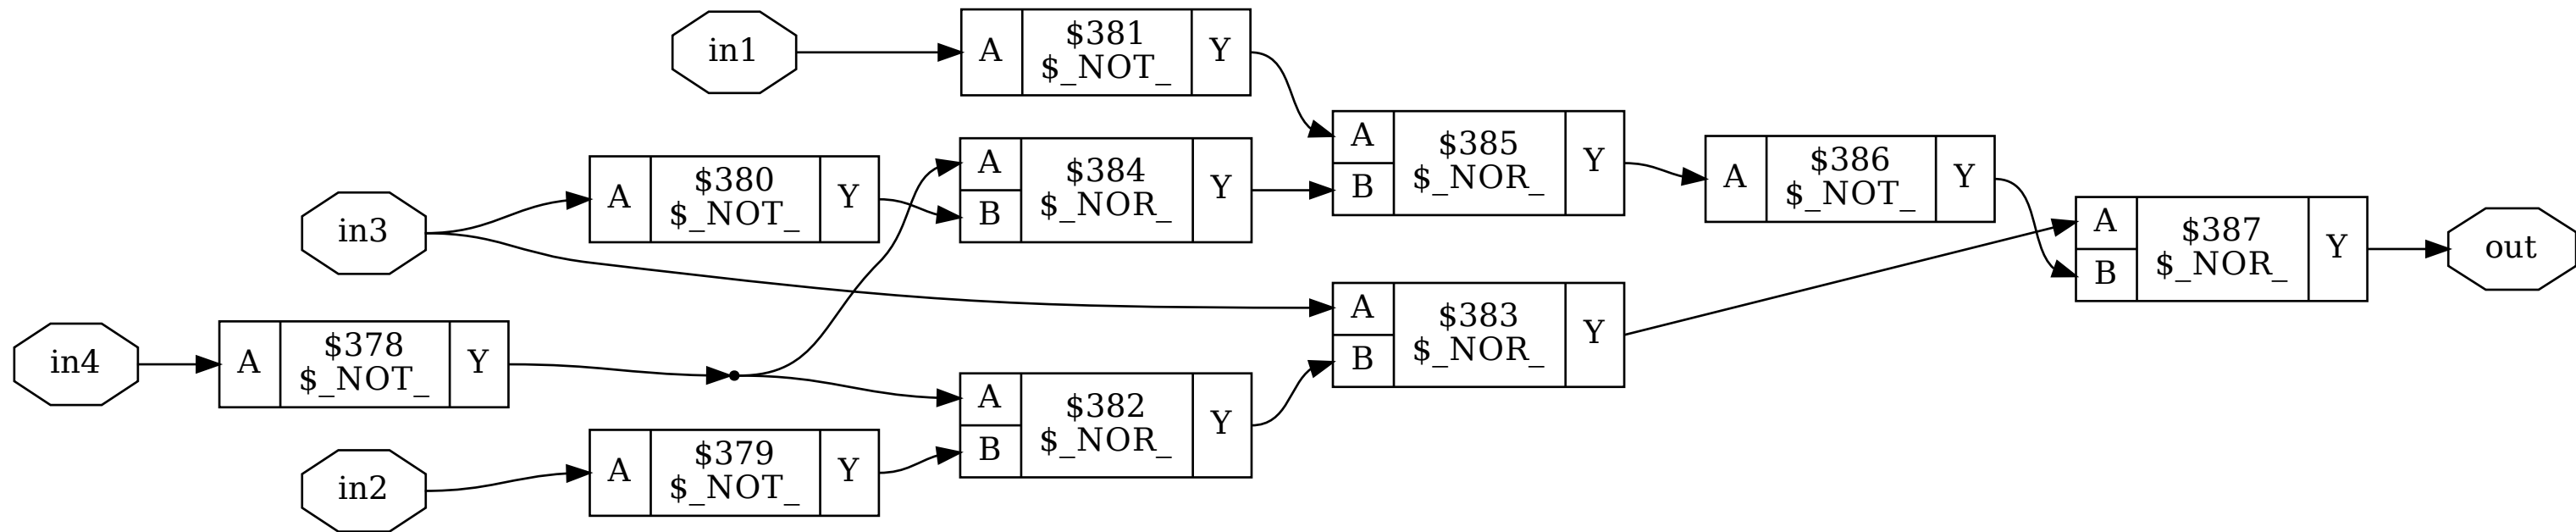 in1
A
$381
$_NOT_
Y
in3
A
$380
$_NOT_
Y
A
B
$384
$_NOR_
Y
A
B
$385
$_NOR_
Y
A
$386
$_NOT_
Y
A
B
$387
$_NOR_
Y
out
in4
A
$378
$_NOT_
Y
A
B
$383
$_NOR_
Y
in2
A
$379
$_NOT_
Y
A
B
$382
$_NOR_
Y